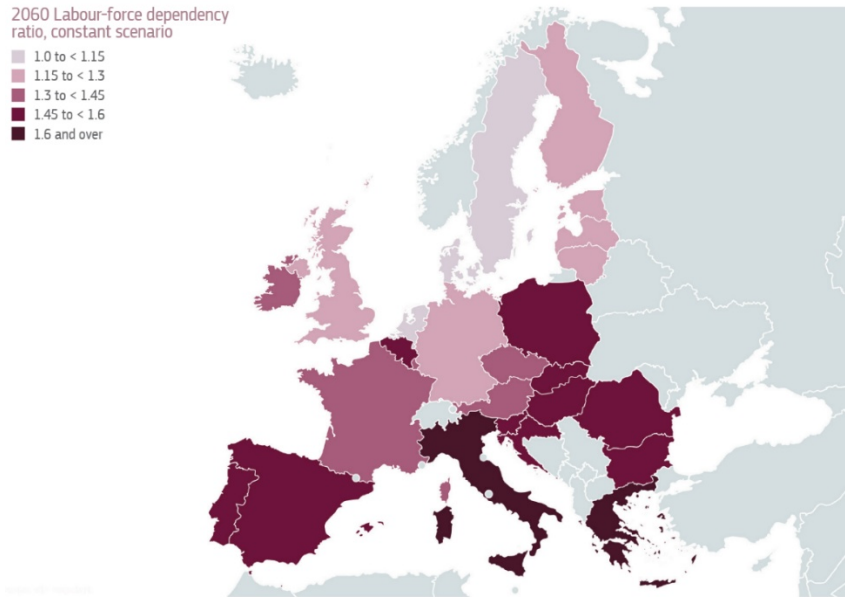 2060 Labour-force dependency
ratio, constant scenario
1.0 to < 1.15
1.15 to < 1.3
1.3 to < 1.45
1.45 to < 1.6
1.6 and over